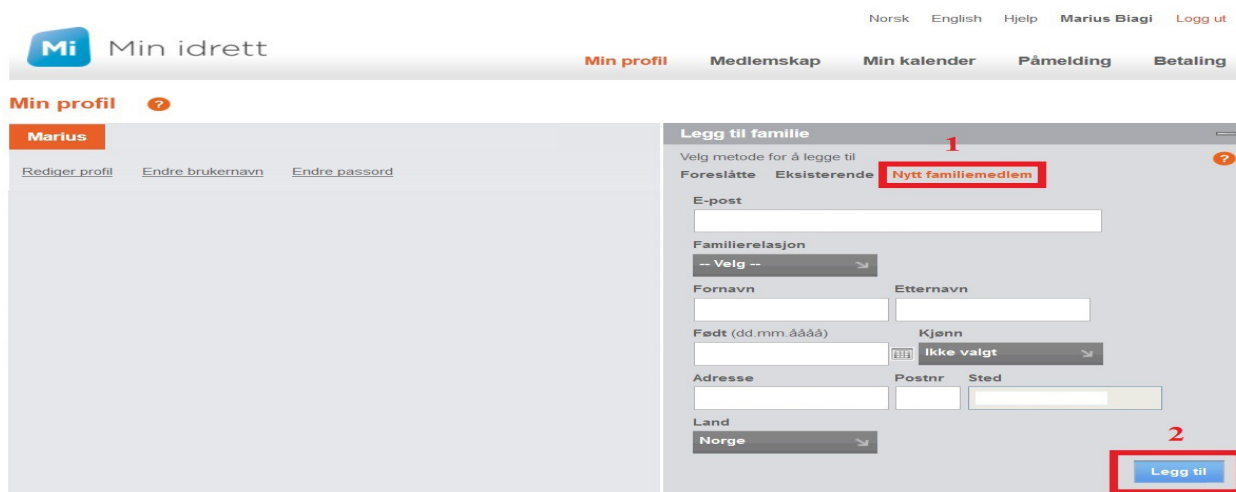 Norsk English Hjelp Marius Biagi Logg ut
Mi Min idrett
Min profil Medlemskap Min kalender Påmelding Betaling
Min profil ?
Marius
Rediger profil Endre brukernavn Endre passord
Legg til familie
1
Velg metode for å legge til ?
Foreslåtte Eksisterende Nytt familiemedlem
E-post
Familierelasjon
-- Velg --
Fornavn Etternavn
Født (dd.mm.åååå) Kjønn
Ikke valgt
Adresse Postnr Sted
Land
Norge
2
Legg til